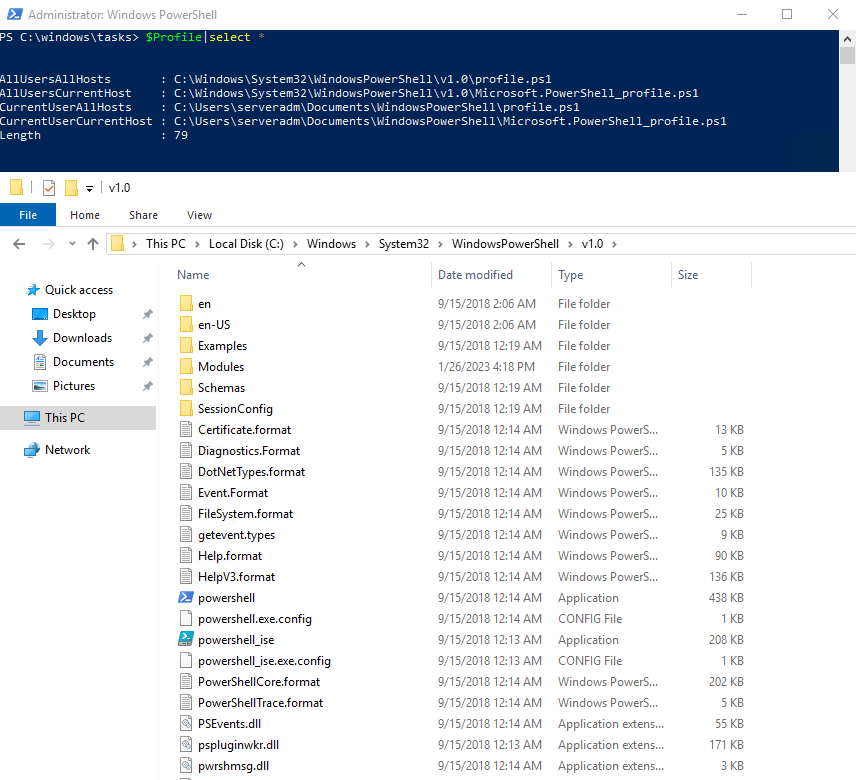 Administrator: Windows PowerShell
PS C:\windows\tasks> $Profile|select *
AllUsersAllHosts : C:\Windows\System32\WindowsPowerShell\v1.0\profile.ps1
AllUsersCurrentHost : C:\Windows\System32\WindowsPowerShell\v1.0\Microsoft.PowerShell_profile.ps1
CurrentUserAllHosts : C:\Users\serveradm\Documents\WindowsPowerShell\profile.ps1
CurrentUserCurrentHost : C:\Users\serveradm\Documents\WindowsPowerShell\Microsoft.PowerShell_profile.ps1
Length : 79
v1.0
File Home Share View
This PC > Local Disk (C:) > Windows > System32 > WindowsPowerShell > v1.0 >
Quick access
Desktop
Downloads
Documents
Pictures
This PC
Network
Name Date modified Type Size
en 9/15/2018 2:06 AM File folder
en-US 9/15/2018 2:06 AM File folder
Examples 9/15/2018 12:19 AM File folder
Modules 1/26/2023 4:18 PM File folder
Schemas 9/15/2018 12:19 AM File folder
SessionConfig 9/15/2018 12:19 AM File folder
Certificate.format 9/15/2018 12:14 AM Windows PowerS... 13 KB
Diagnostics.Format 9/15/2018 12:14 AM Windows PowerS... 5 KB
DotNetTypes.format 9/15/2018 12:14 AM Windows PowerS... 135 KB
Event.Format 9/15/2018 12:14 AM Windows PowerS... 10 KB
FileSystem.format 9/15/2018 12:14 AM Windows PowerS... 25 KB
getevent.types 9/15/2018 12:14 AM Windows PowerS... 9 KB
Help.format 9/15/2018 12:14 AM Windows PowerS... 90 KB
HelpV3.format 9/15/2018 12:14 AM Windows PowerS... 136 KB
powershell 9/15/2018 12:14 AM Application 438 KB
powershell.exe.config 9/15/2018 12:14 AM CONFIG File 1 KB
powershell_ise 9/15/2018 12:13 AM Application 208 KB
powershell_ise.exe.config 9/15/2018 12:13 AM CONFIG File 1 KB
PowerShellCore.format 9/15/2018 12:14 AM Windows PowerS... 202 KB
PowerShellTrace.format 9/15/2018 12:14 AM Windows PowerS... 5 KB
PSEvents.dll 9/15/2018 12:14 AM Application extens... 55 KB
pspluginwkr.dll 9/15/2018 12:13 AM Application extens... 171 KB
pwrshmsg.dll 9/15/2018 12:14 AM Application extens... 3 KB